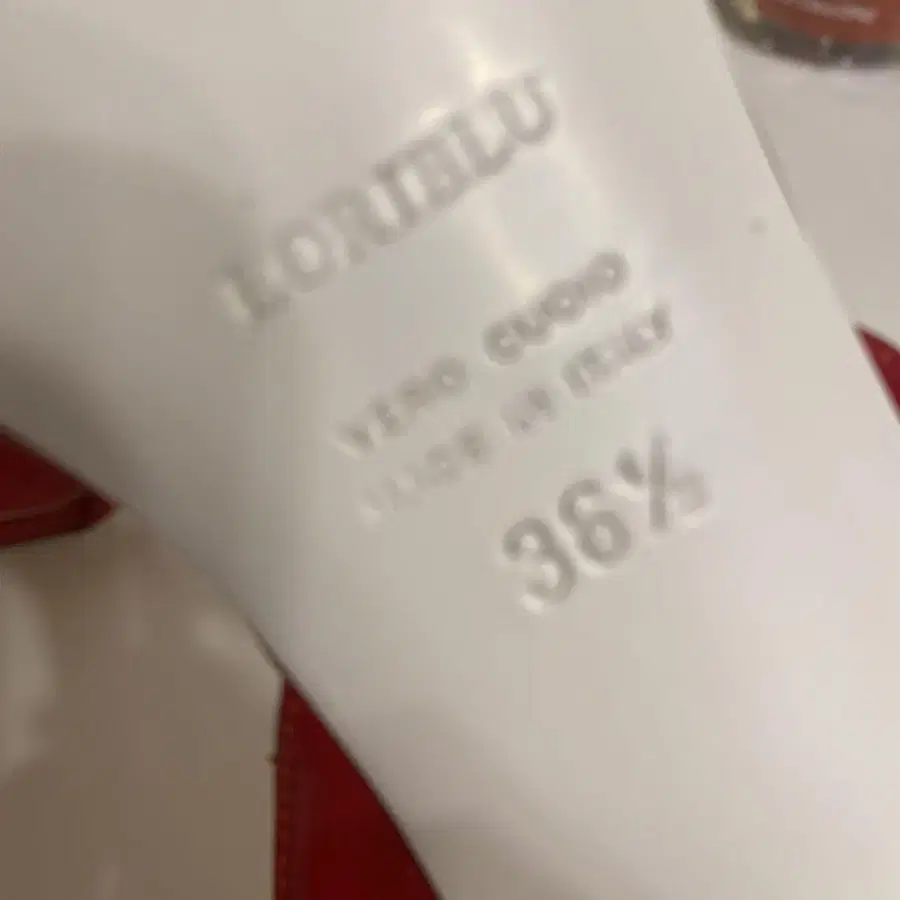 LORIBLU
VERO CUOIO
MADE IN ITALY
36½